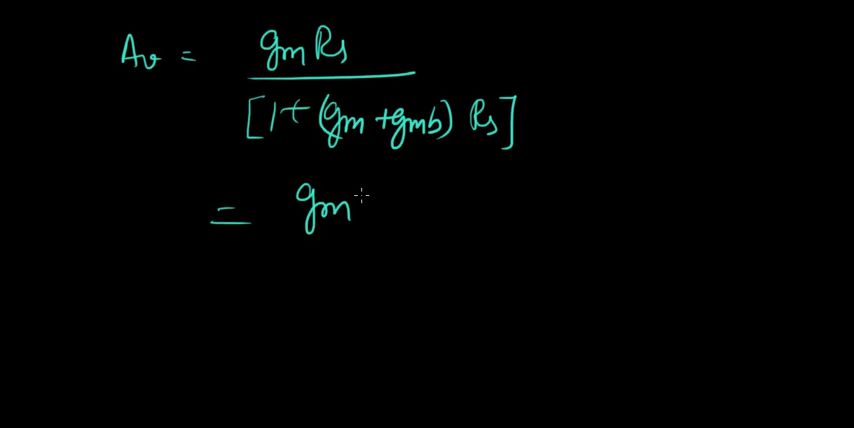 Av = gm Rs
[1+ (gm +gmb) Rs]
= gm